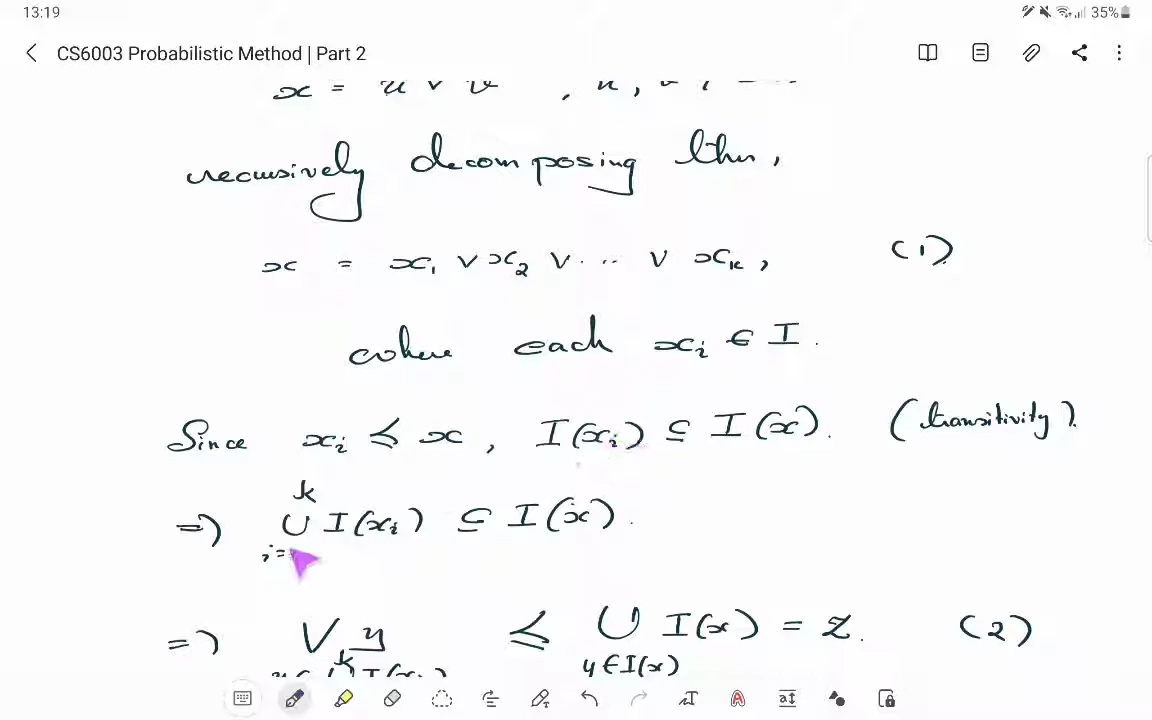 13:19
35%
CS6003 Probabilistic Method | Part 2
x = u ∨ v , u, v
recursively decomposing this,
x = x₁ ∨ x₂ ∨ ... ∨ xₖ, (1)
where each xᵢ ∈ I.
Since xᵢ ≼ x, I(xᵢ) ⊆ I(x). (transitivity).
=> k ∪ i= I(xᵢ) ⊆ I(x).
=> ∨ y ≼ ∪ y∈I(x) I(x) = z. (2)